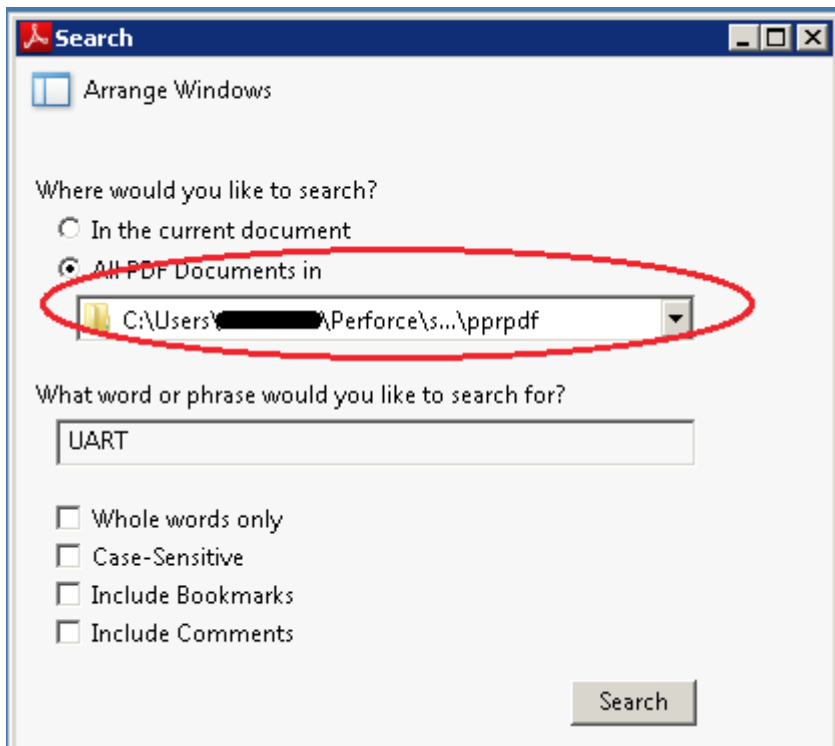 Search
Arrange Windows
Where would you like to search?
In the current document
All PDF Documents in
C:\Users\ \Perforce\s...\pprpdf
What word or phrase would you like to search for?
UART
Whole words only
Case-Sensitive
Include Bookmarks
Include Comments
Search